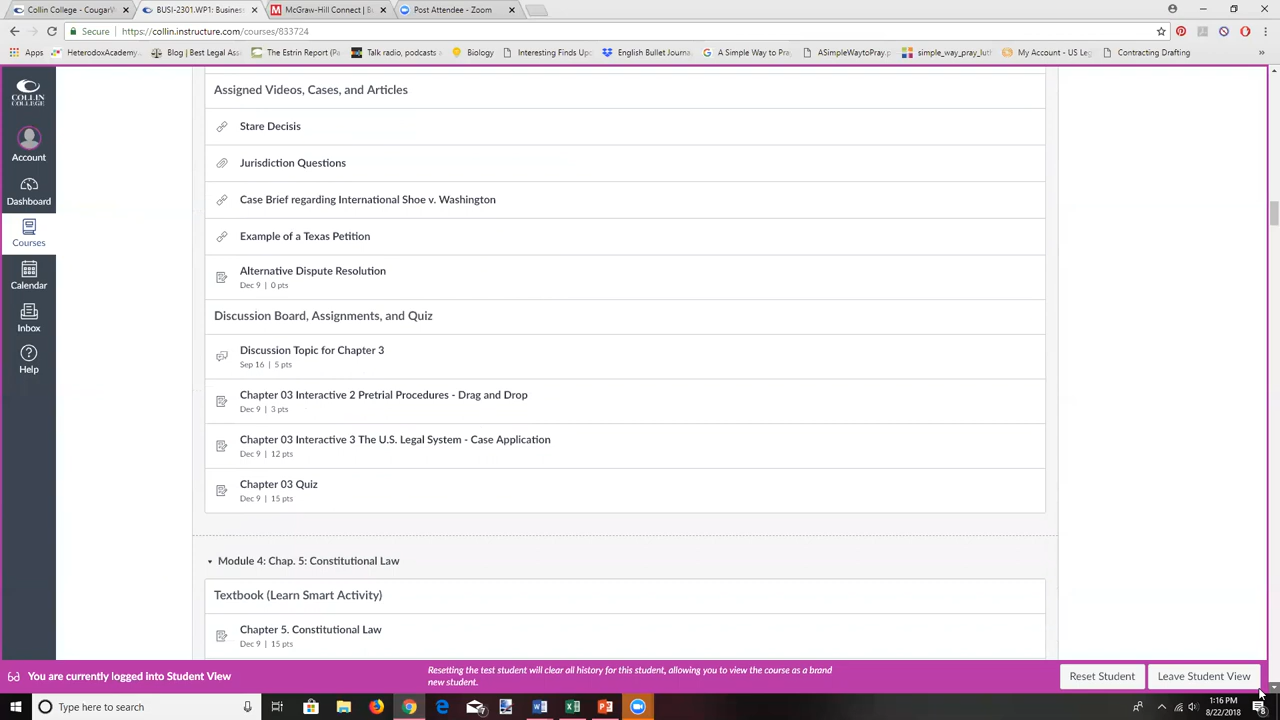 Collin College - CougarW
BUSI-2301.WP1: Business
McGraw-Hill Connect | Bu
Post Attendee - Zoom
Secure
https://collin.instructure.com/courses/833724
Apps
HeterodoxAcademy
Blog | Best Legal Ass
The Estrin Report (Pa
Talk radio, podcasts
Biology
Interesting Finds Up
English Bullet Journa
Simple Way to Pray
ASimpleWaytoPray.p
simple_way_pray_luth
My Account - US Leg
Contracting Drafting
COLLIN
COLLEGE
Account
Dashboard
Courses
Calendar
Inbox
Help
Assigned Videos, Cases, and Articles
Stare Decisis
Jurisdiction Questions
Case Brief regarding International Shoe v. Washington
Example of a Texas Petition
Alternative Dispute Resolution
Dec 9 | 0 pts
Discussion Board, Assignments, and Quiz
Discussion Topic for Chapter 3
Sep 16 | 5 pts
Chapter 03 Interactive 2 Pretrial Procedures - Drag and Drop
Dec 9 | 3 pts
Chapter 03 Interactive 3 The U.S. Legal System - Case Application
Dec 9 | 12 pts
Chapter 03 Quiz
Dec 9 | 15 pts
Module 4: Chap. 5: Constitutional Law
Textbook (Learn Smart Activity)
Chapter 5. Constitutional Law
Dec 9 | 15 pts
You are currently logged into Student View
Resetting the test student will clear all history for this student, allowing you to view the course as a brand
new student.
Reset Student
Leave Student View
Type here to search
1:16 PM
8/22/2018